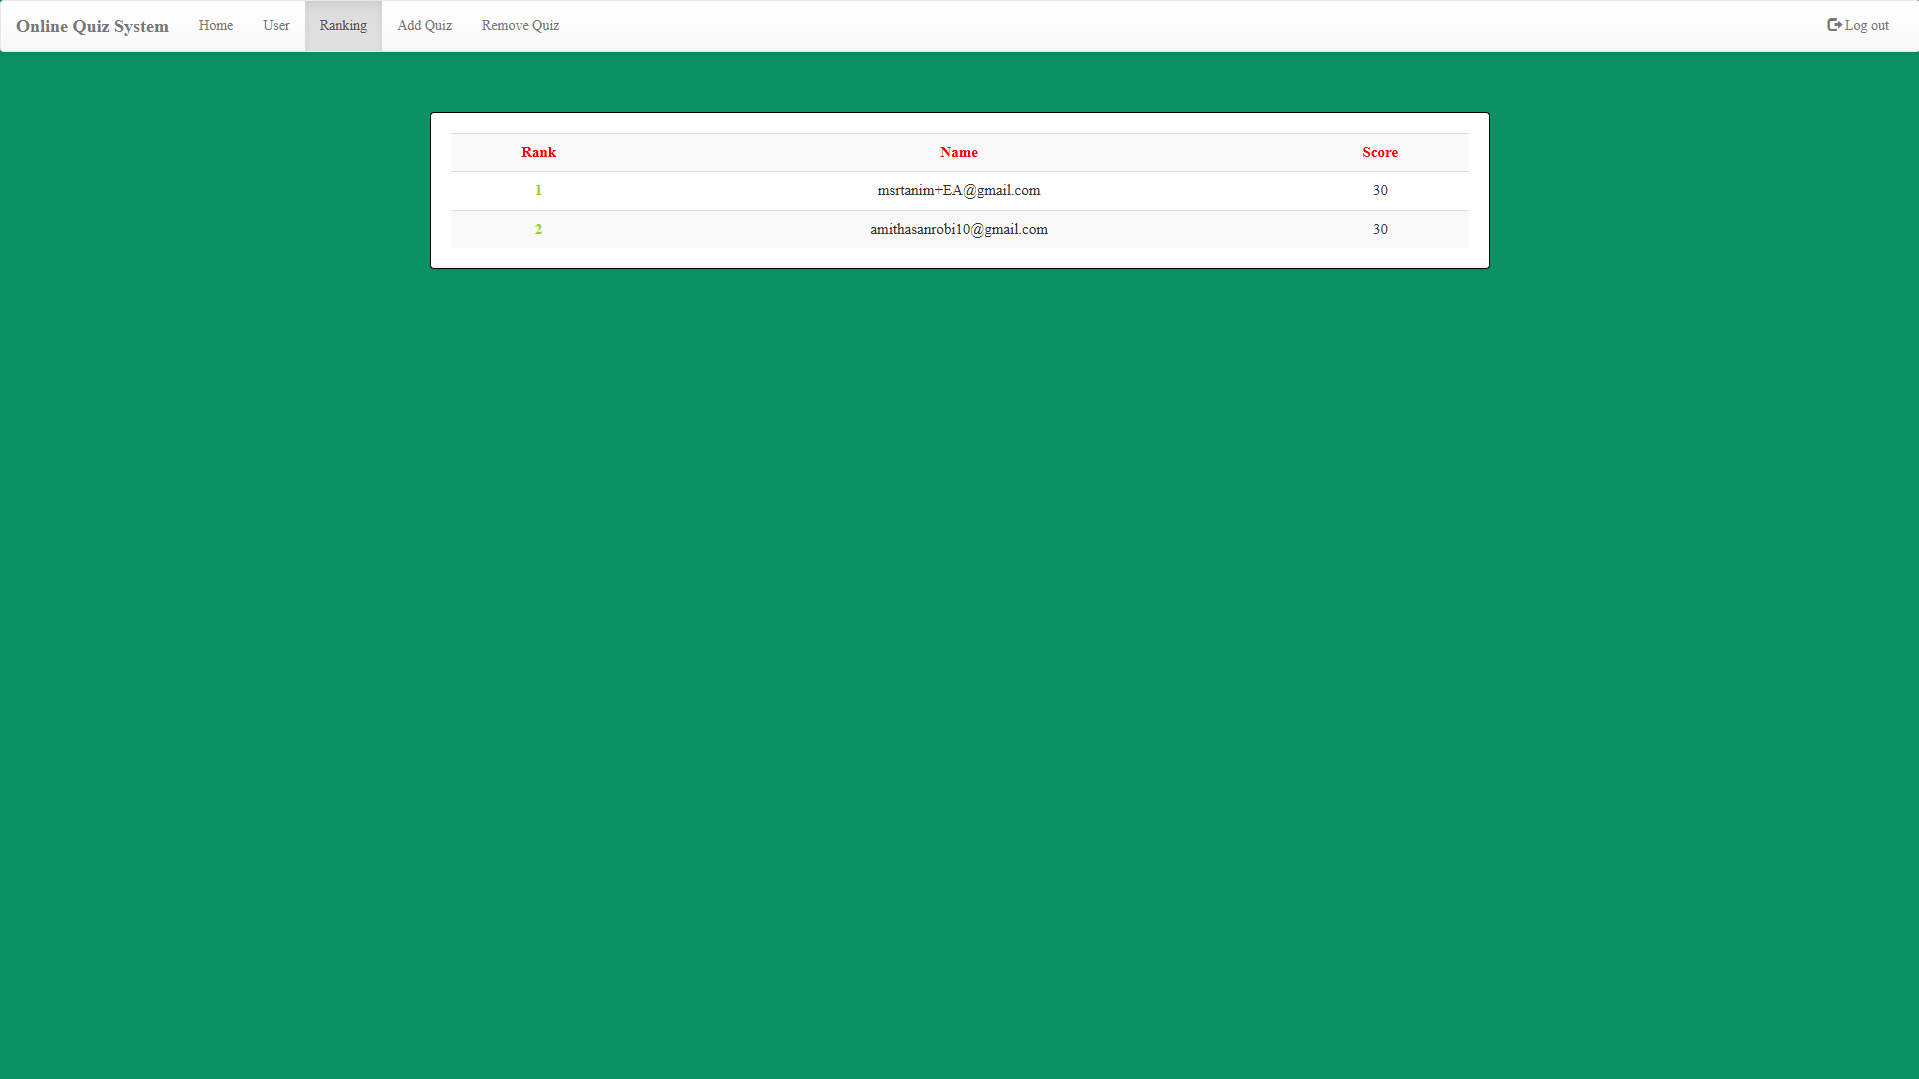 Online Quiz System Home User Ranking Add Quiz Remove Quiz Log out
Rank Name Score
1 msrtanim+EA@gmail.com 30
2 amithasanrobi10@gmail.com 30